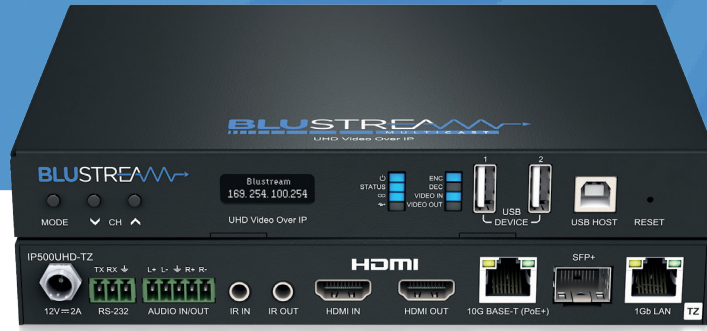 BLUSTREAM
MULTICAST
UHD Video Over IP
BLUSTREAM
Blustream
169.254.100.254
UHD Video Over IP
MODE
CH
STATUS
ENC
DEC
VIDEO IN
VIDEO OUT
1
2
USB
DEVICE
USB HOST
RESET
IP500UHD-TZ
TX RX
L+ L- R+ R-
HDMI
SFP+
12V⎓2A
RS-232
AUDIO IN/OUT
IR IN
IR OUT
HDMI IN
HDMI OUT
10G BASE-T (PoE+)
1Gb LAN
TZ